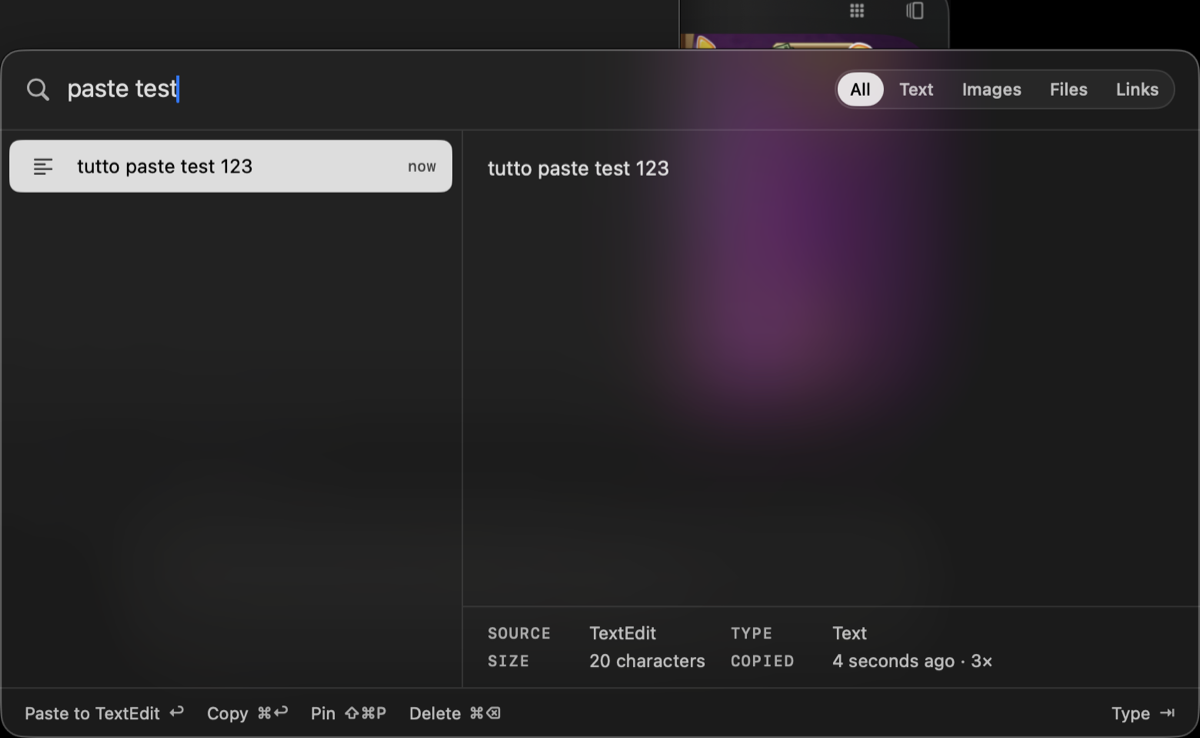 paste test
All Text Images Files Links
tutto paste test 123 now
tutto paste test 123
SOURCE TextEdit TYPE Text
SIZE 20 characters COPIED 4 seconds ago · 3×
Paste to TextEdit ↩ Copy ⌘↩ Pin ⇧⌘P Delete ⌘⌫ Type ⇥